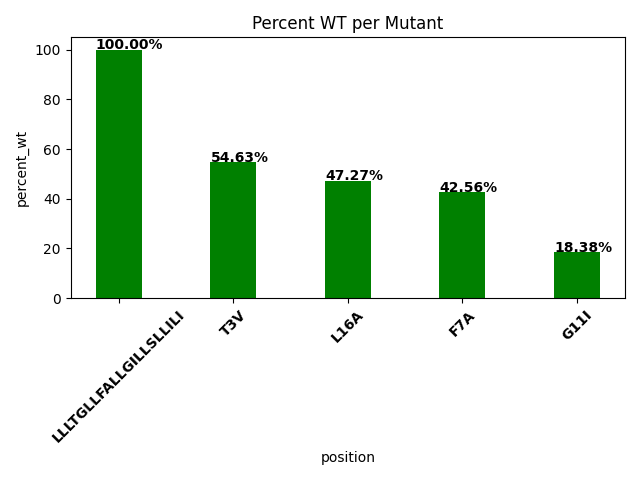 Percent WT per Mutant
percent_wt
100
80
60
40
20
0
100.00%
54.63%
47.27%
42.56%
18.38%
LLLTGLLFALLGILLSLLILI
T3V
L16A
F7A
G11I
position